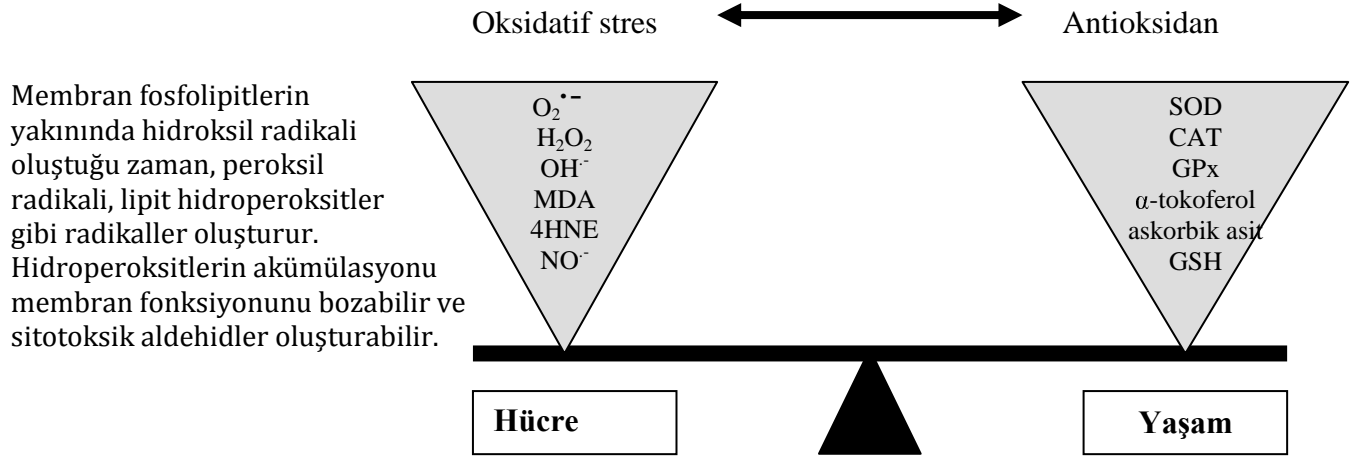 Oksidatif stres
Antioksidan
Membran fosfolipitlerin
yakınında hidroksil radikali
oluştuğu zaman, peroksil
radikali, lipit hidroperoksitler
gibi radikaller oluşturur.
Hidroperoksitlerin akümülasyonu
membran fonksiyonunu bozabilir ve
sitotoksik aldehidler oluşturabilir.
O₂•⁻
H₂O₂
OH·⁻
MDA
4HNE
NO·⁻
SOD
CAT
GPx
α-tokoferol
askorbik asit
GSH
Hücre
Yaşam